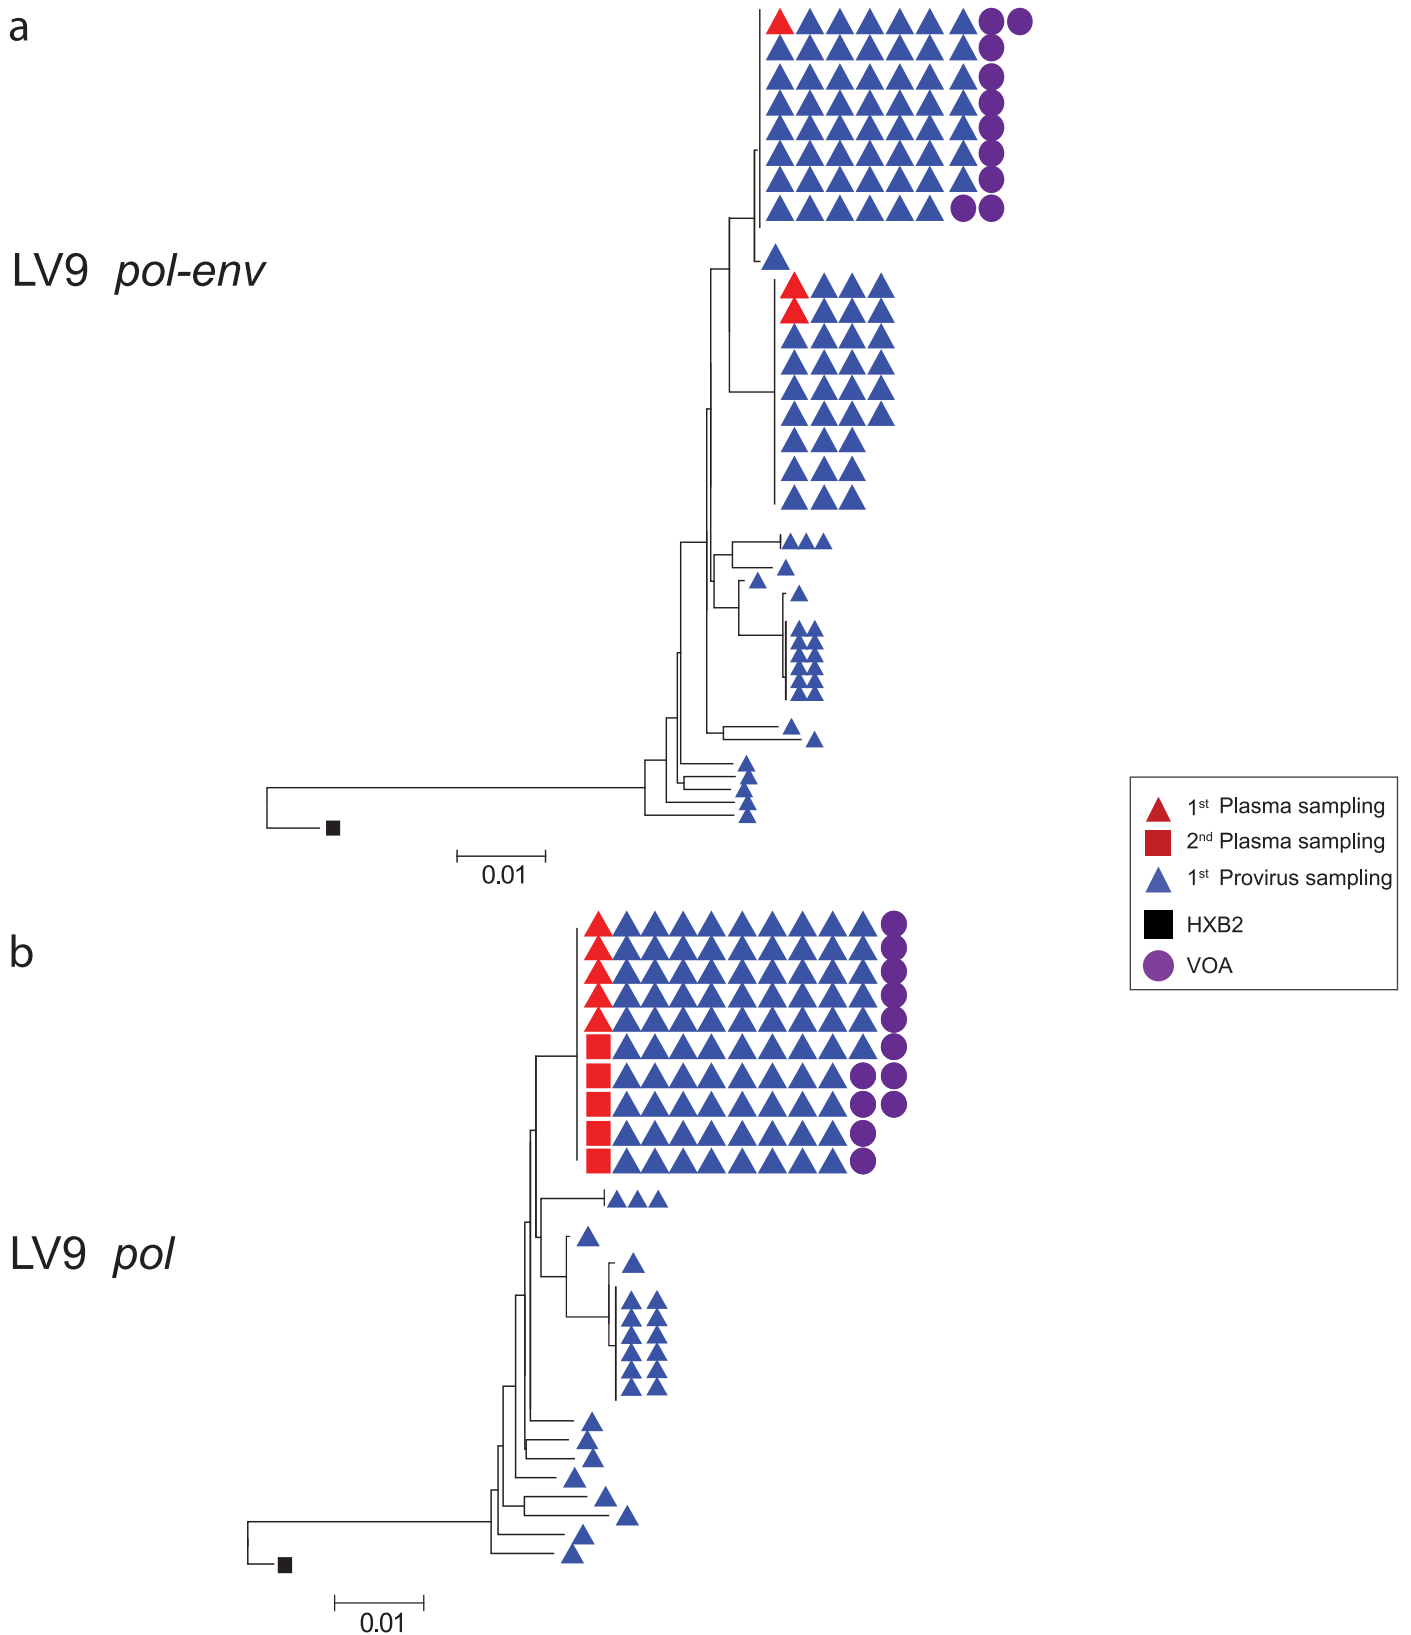 a
LV9 pol-env
0.01
1st Plasma sampling
2nd Plasma sampling
1st Provirus sampling
HXB2
VOA
b
LV9 pol
0.01